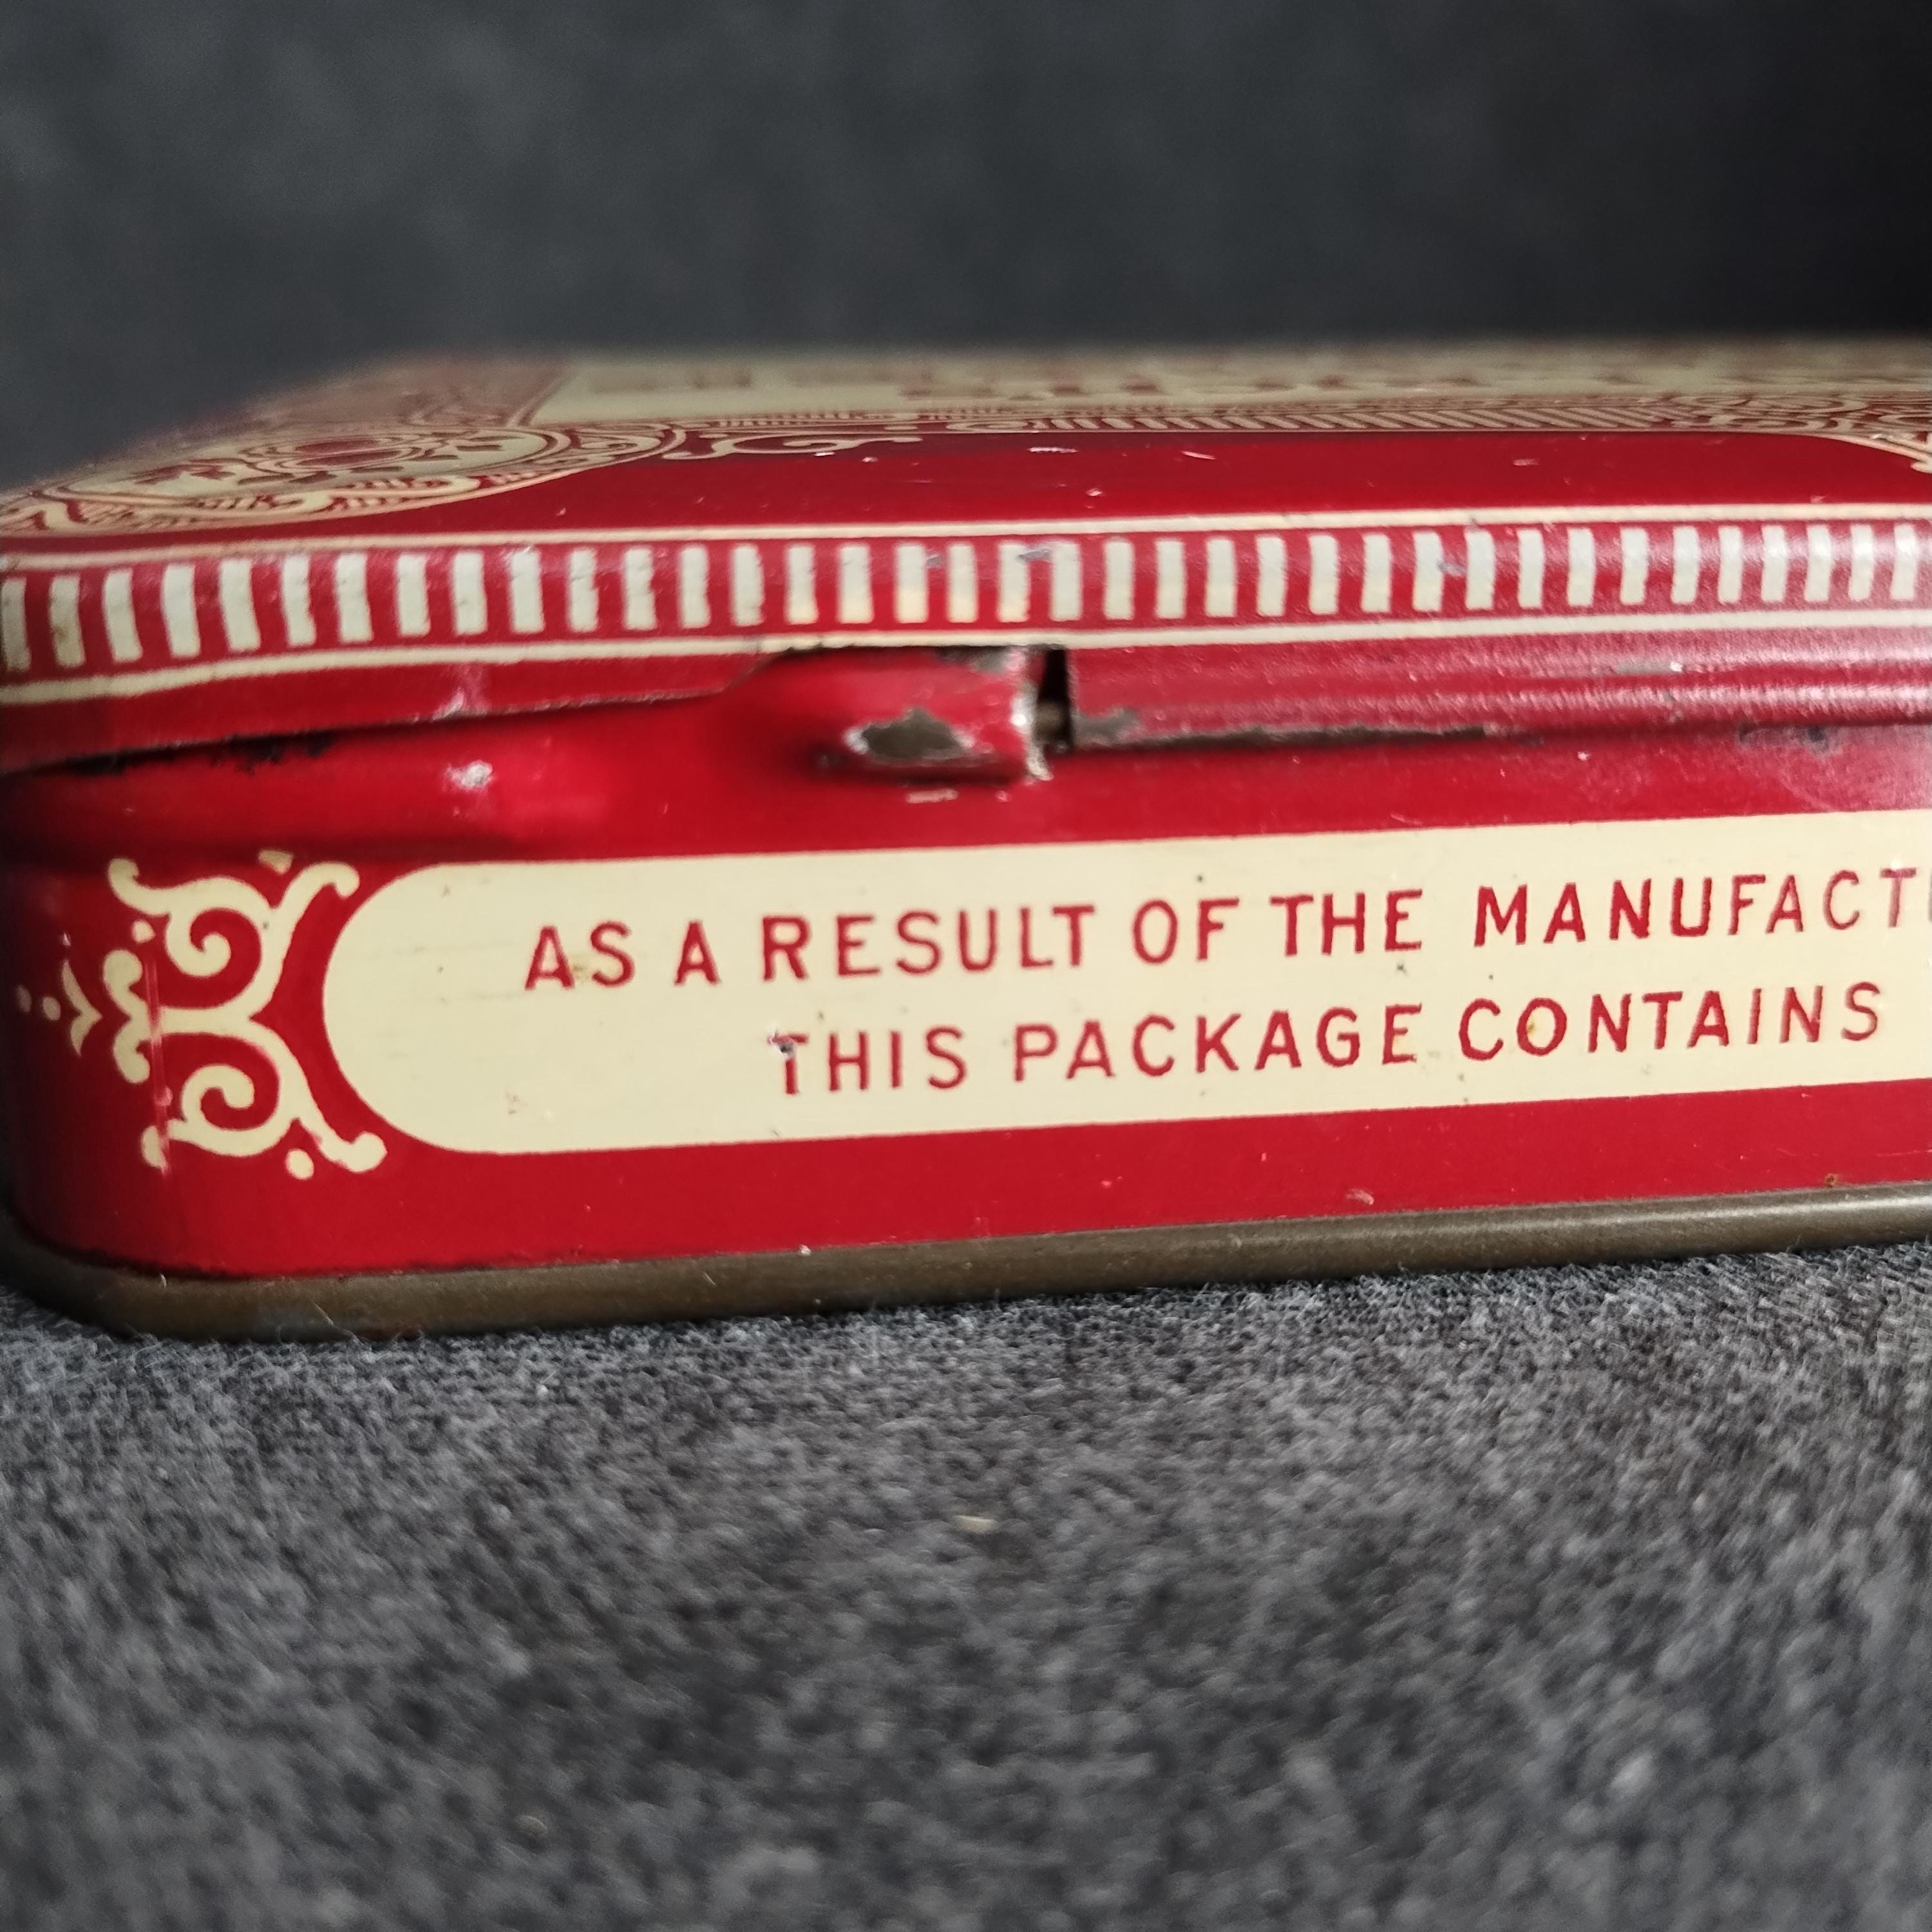 AS A RESULT OF THE MANUFACT
THIS PACKAGE CONTAINS